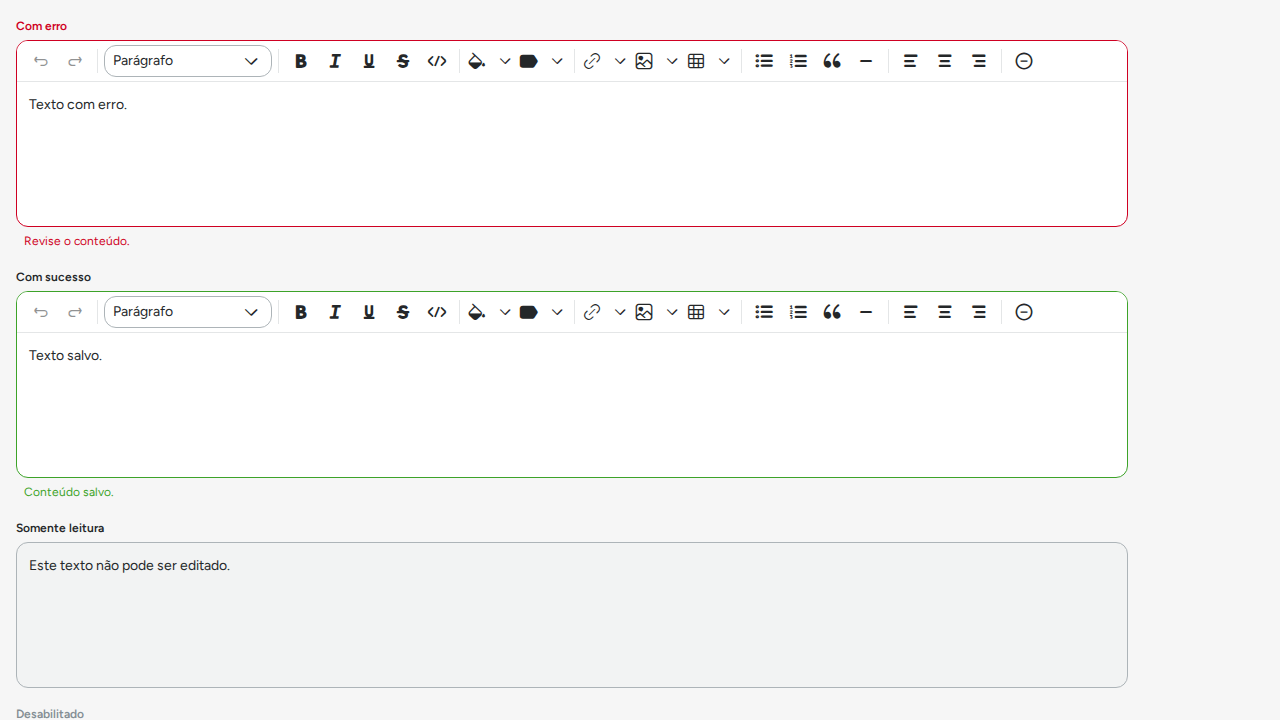 Com erro
Parágrafo
Texto com erro.
Revise o conteúdo.
Com sucesso
Parágrafo
Texto salvo.
Conteúdo salvo.
Somente leitura
Este texto não pode ser editado.
Desabilitado